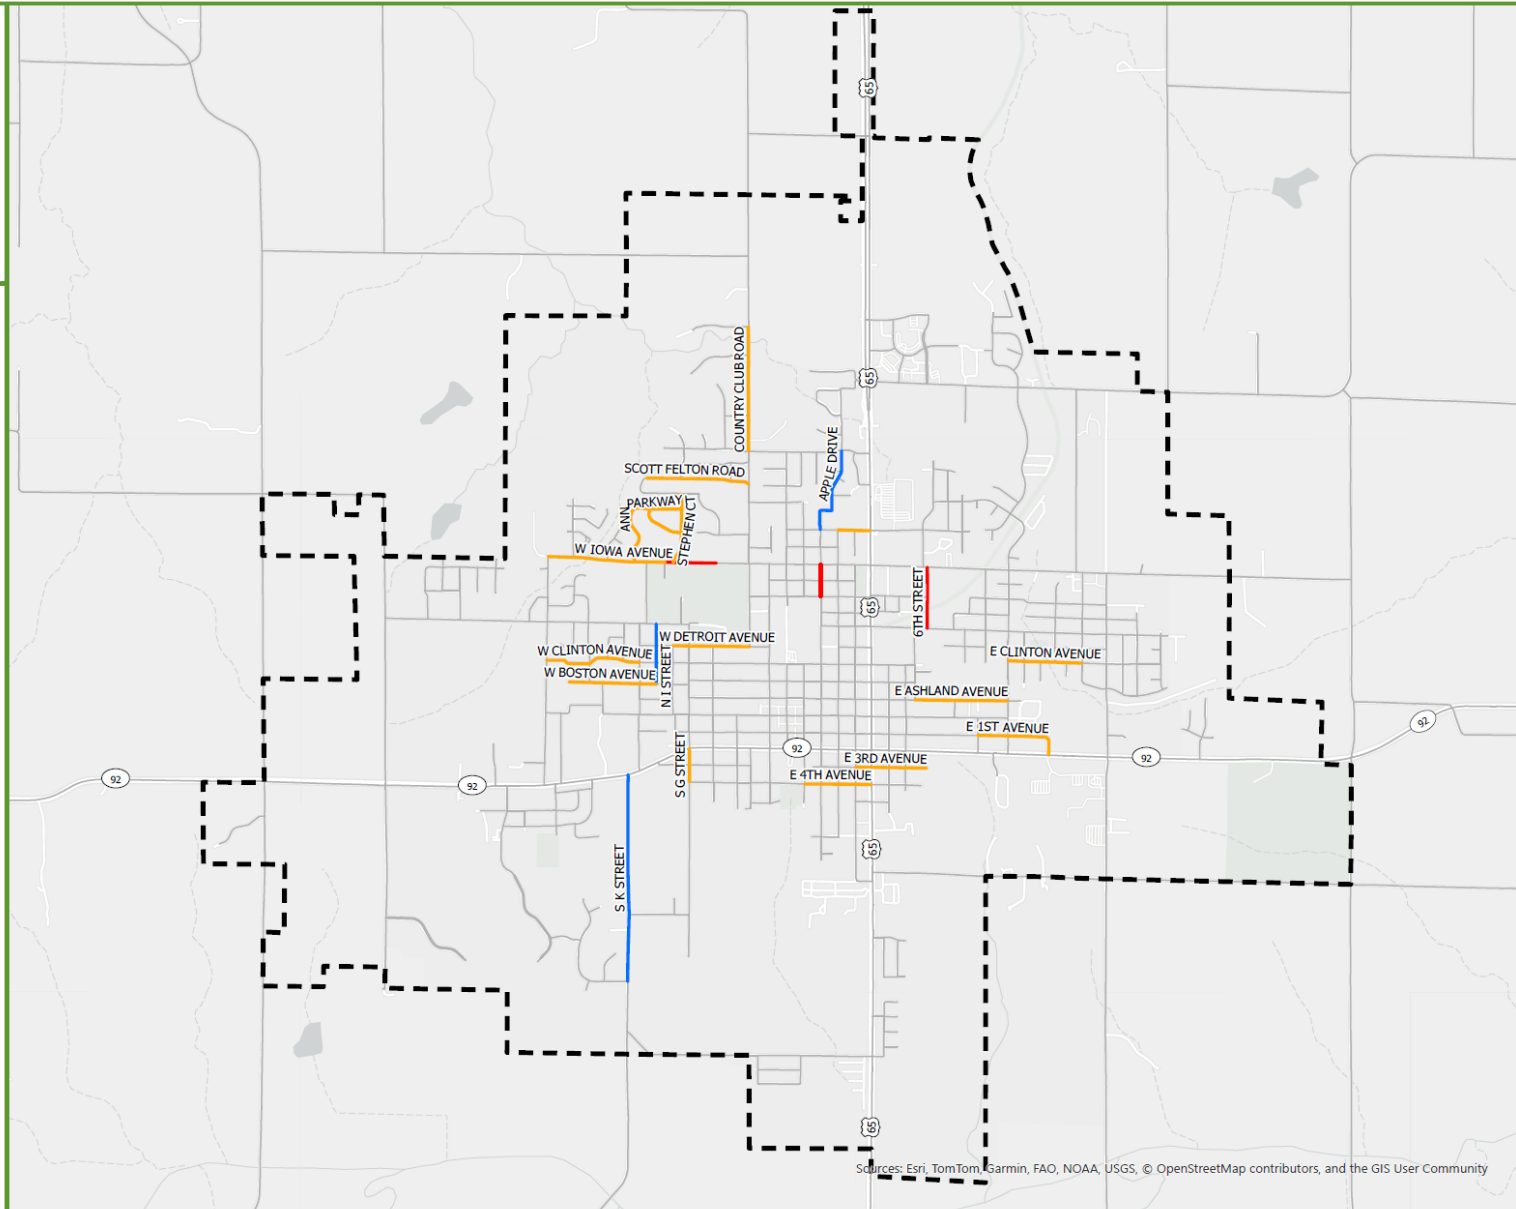 65
65
COUNTRY CLUB ROAD
APPLE DRIVE
SCOTT FELTON ROAD
PARKWAY
ANN
STEPHEN CT
W IOWA AVENUE
6TH STREET
65
W DETROIT AVENUE
W CLINTON AVENUE
E CLINTON AVENUE
W BOSTON AVENUE
N I STREET
E ASHLAND AVENUE
E 1ST AVENUE
92
S G STREET
92
E 3RD AVENUE
92
E 4TH AVENUE
92
92
S K STREET
65
65
Sources: Esri, TomTom, Garmin, FAO, NOAA, USGS, © OpenStreetMap contributors, and the GIS User Community